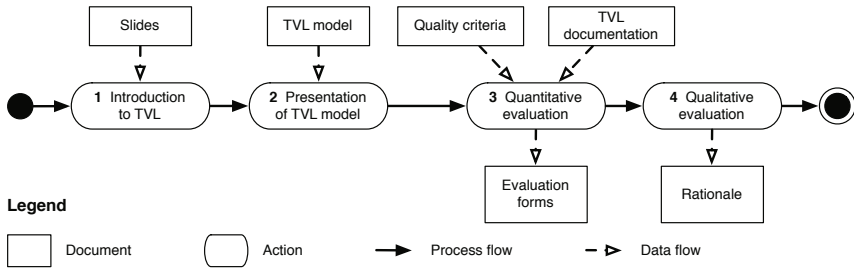 Slides
TVL model
Quality criteria
TVL
documentation
1 Introduction
to TVL
2 Presentation
of TVL model
3 Quantitative
evaluation
4 Qualitative
evaluation
Evaluation
forms
Rationale
Legend
Document
Action
Process flow
Data flow